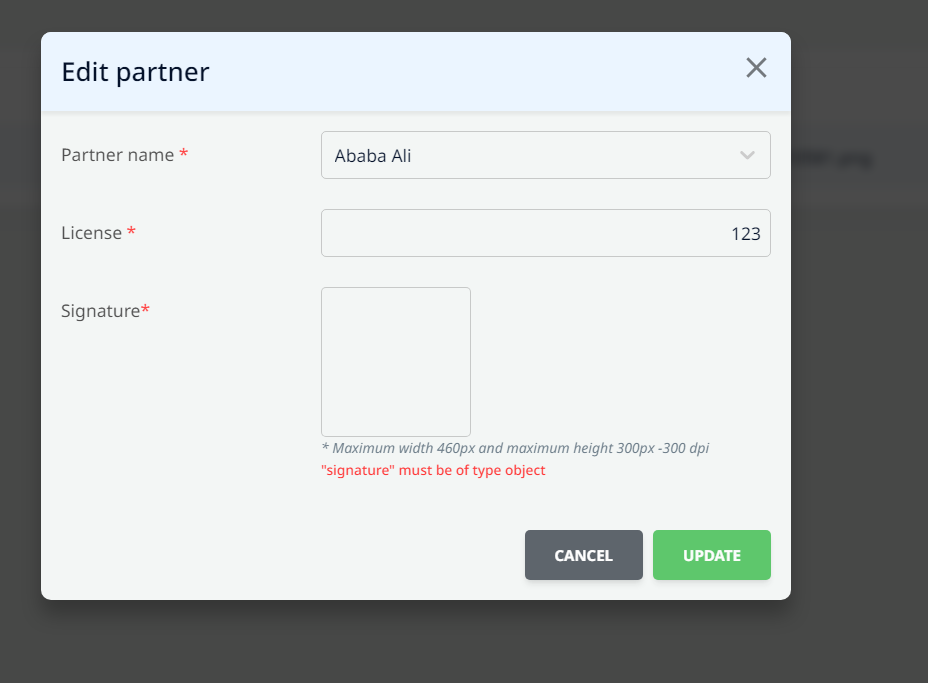 Edit partner
Partner name *
Ababa Ali
License *
123
Signature*
* Maximum width 460px and maximum height 300px -300 dpi
"signature" must be of type object
CANCEL
UPDATE